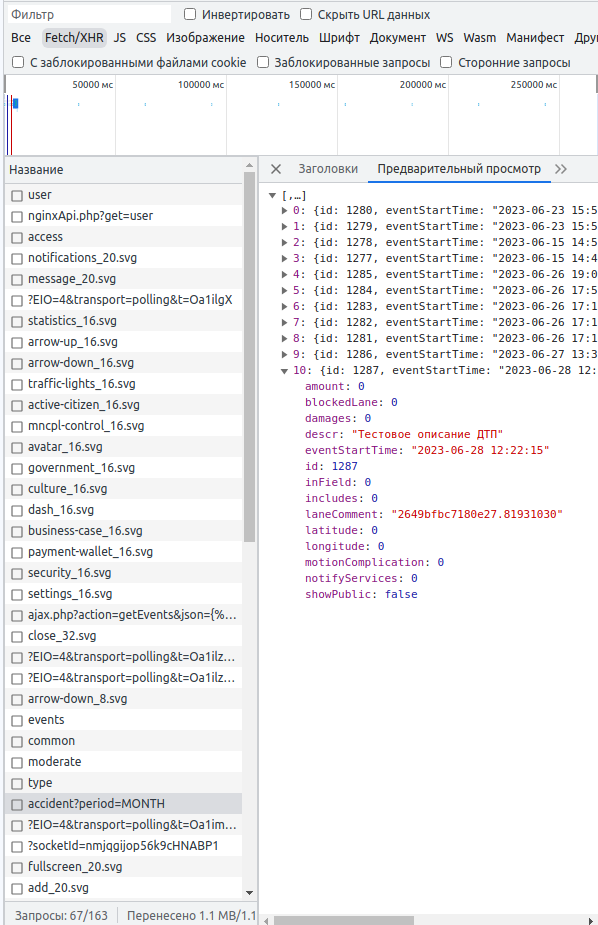 Фильтр Инвертировать Скрыть URL данных
Все Fetch/XHR JS CSS Изображение Носитель Шрифт Документ WS Wasm Манифест Дру
С заблокированными файлами cookie Заблокированные запросы Сторонние запросы
50000 мс 100000 мс 150000 мс 200000 мс 250000 мс
Название
user
nginxApi.php?get=user
access
notifications_20.svg
message_20.svg
?EIO=4&transport=polling&t=Oa1ilgX
statistics_16.svg
arrow-up_16.svg
arrow-down_16.svg
traffic-lights_16.svg
active-citizen_16.svg
mncpl-control_16.svg
avatar_16.svg
government_16.svg
culture_16.svg
dash_16.svg
business-case_16.svg
payment-wallet_16.svg
security_16.svg
settings_16.svg
ajax.php?action=getEvents&json={%...
close_32.svg
?EIO=4&transport=polling&t=Oa1ilz...
?EIO=4&transport=polling&t=Oa1ilz...
arrow-down_8.svg
events
common
moderate
type
accident?period=MONTH
?EIO=4&transport=polling&t=Oa1im...
?socketId=nmjqgijop56k9cHNABP1
fullscreen_20.svg
add_20.svg
Запросы: 67/163 Перенесено 1.1 MB/1.1
Заголовки Предварительный просмотр
[,…]
0: {id: 1280, eventStartTime: "2023-06-23 15:5
1: {id: 1279, eventStartTime: "2023-06-23 15:5
2: {id: 1278, eventStartTime: "2023-06-15 14:5
3: {id: 1277, eventStartTime: "2023-06-15 14:4
4: {id: 1285, eventStartTime: "2023-06-26 19:0
5: {id: 1284, eventStartTime: "2023-06-26 17:5
6: {id: 1283, eventStartTime: "2023-06-26 17:1
7: {id: 1282, eventStartTime: "2023-06-26 17:1
8: {id: 1281, eventStartTime: "2023-06-26 17:1
9: {id: 1286, eventStartTime: "2023-06-27 13:3
10: {id: 1287, eventStartTime: "2023-06-28 12:
amount: 0
blockedLane: 0
damages: 0
descr: "Тестовое описание ДТП"
eventStartTime: "2023-06-28 12:22:15"
id: 1287
inField: 0
includes: 0
laneComment: "2649bfbc7180e27.81931030"
latitude: 0
longitude: 0
motionComplication: 0
notifyServices: 0
showPublic: false